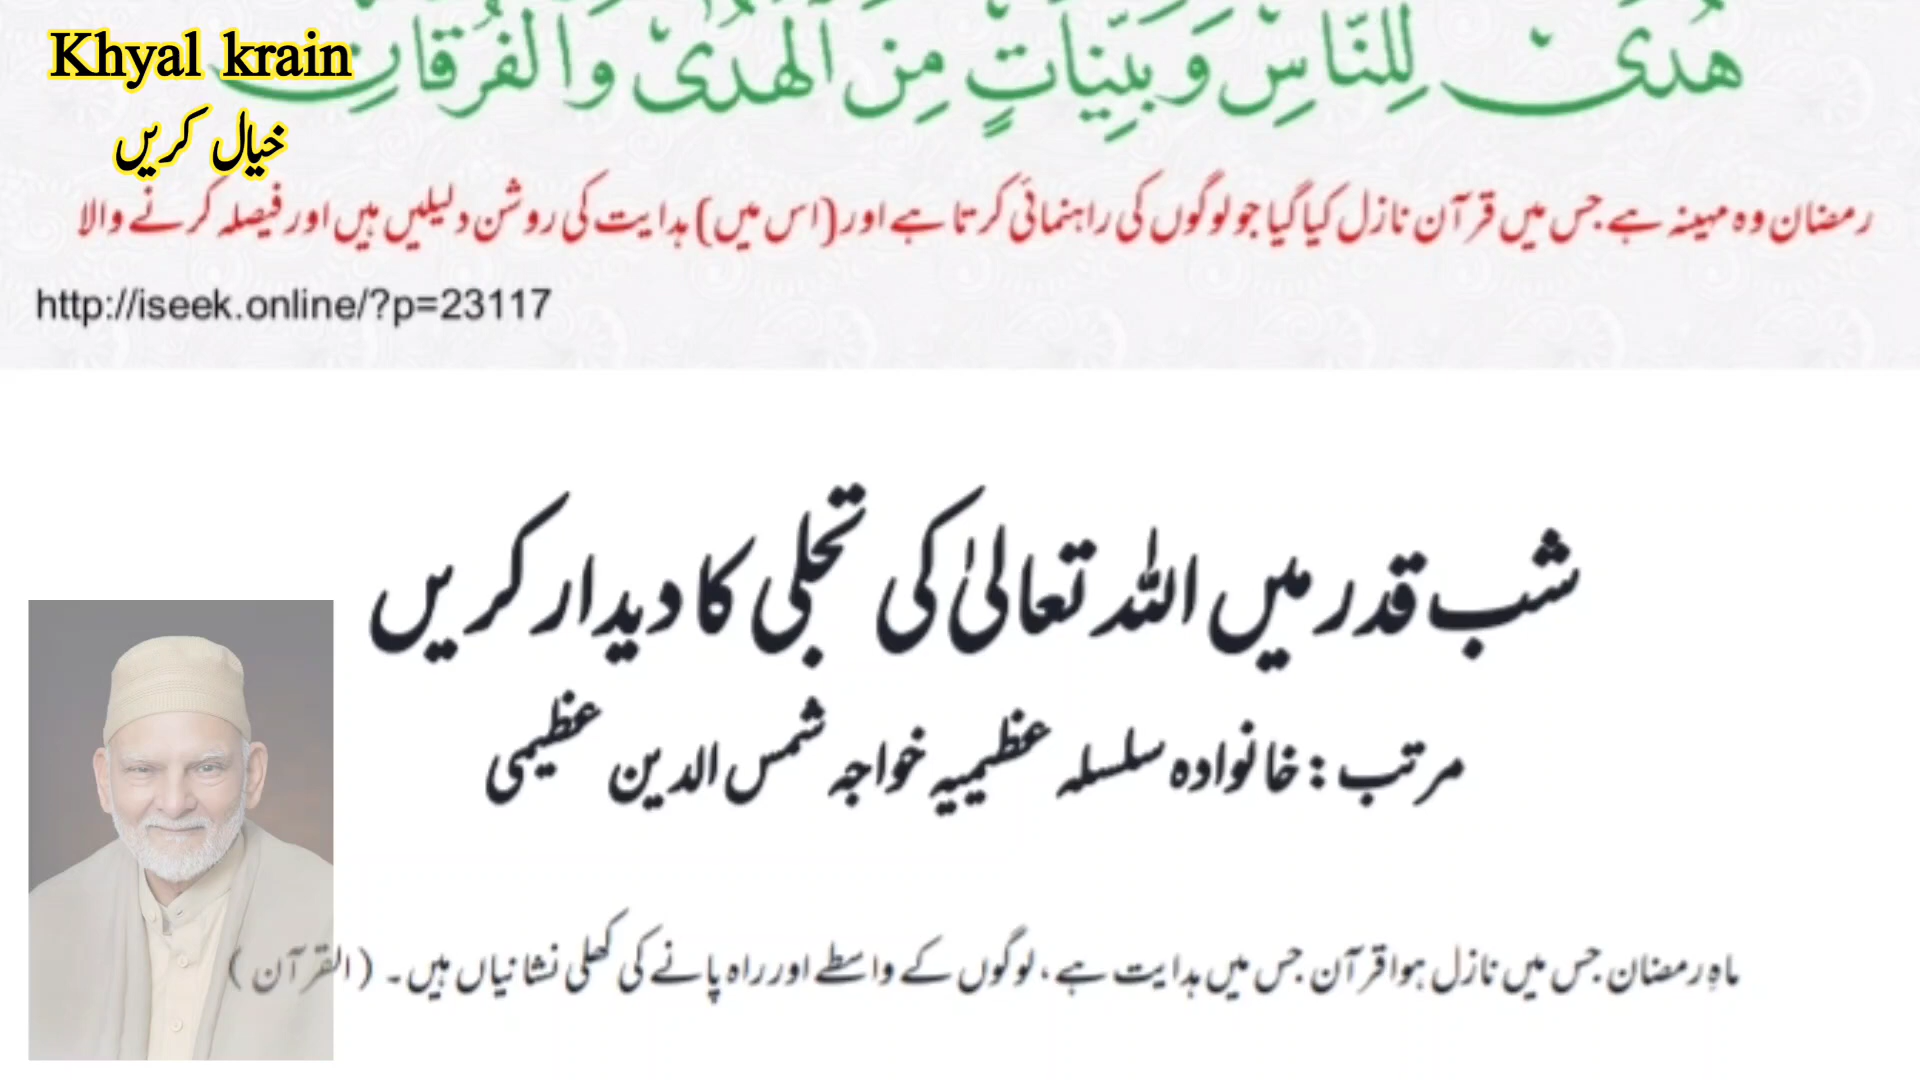 هُدًى لِلنَّاسِ وَبَيِّنَاتٍ مِنَ الْهُدَىٰ وَالْفُرْقَانِ
Khyal krain
خیال کریں
رمضان وہ مہینہ ہے جس میں قرآن نازل کیا گیا جو لوگوں کی راہنمائی کرتا ہے اور (اس میں) ہدایت کی روشن دلیلیں ہیں اور فیصلہ کرنے والا
http://iseek.online/?p=23117
شب قدر میں اللہ تعالیٰ کی تجلی کا دیدار کریں
مرتب : خانوادہ سلسلہ عظیمیہ خواجہ شمس الدین عظیمی
ماہِ رمضان جس میں نازل ہوا قرآن جس میں ہدایت ہے، لوگوں کے واسطے اور راہ پانے کی کھلی نشانیاں ہیں۔ (القرآن)